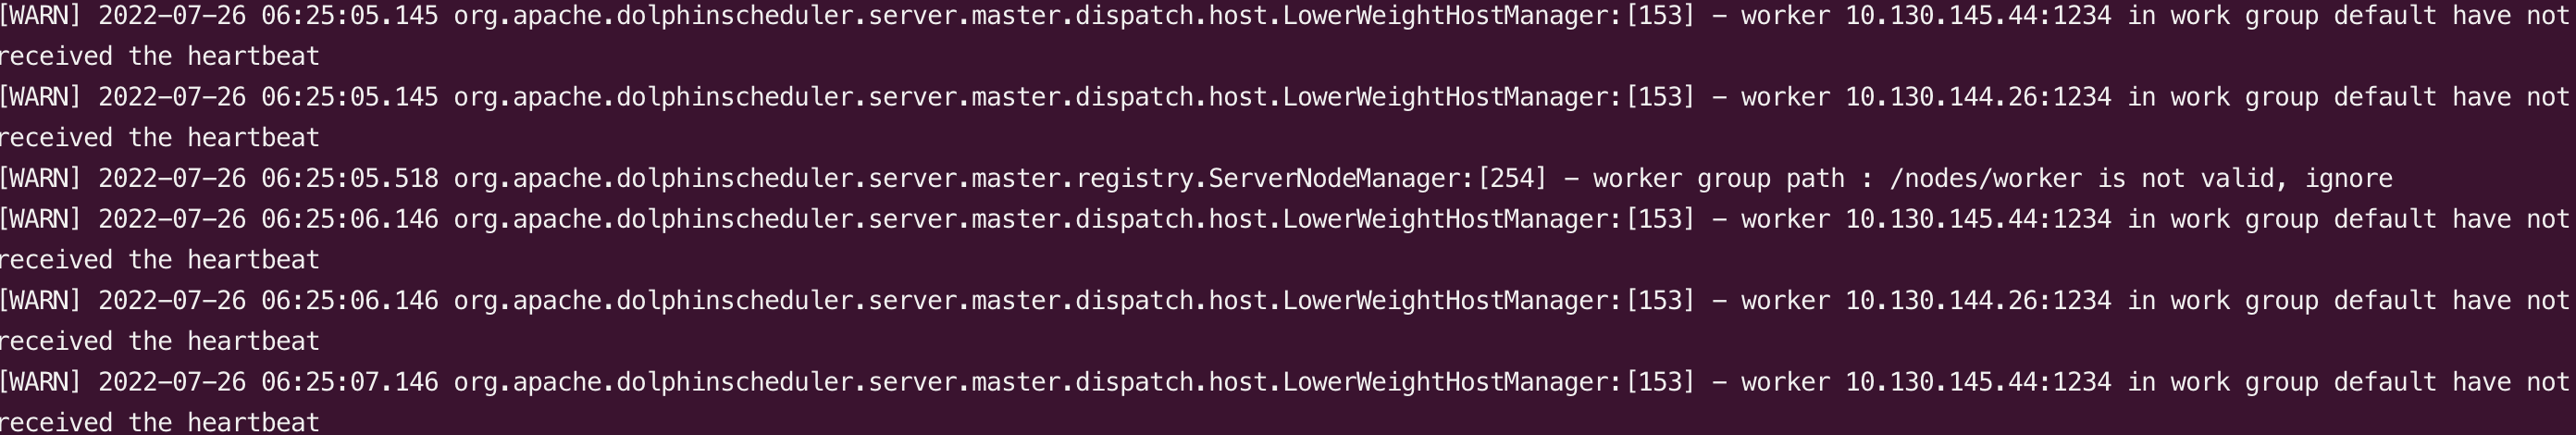 [WARN] 2022-07-26 06:25:05.145 org.apache.dolphinscheduler.server.master.dispatch.host.LowerWeightHostManager:[153] - worker 10.130.145.44:1234 in work group default have not
received the heartbeat
[WARN] 2022-07-26 06:25:05.145 org.apache.dolphinscheduler.server.master.dispatch.host.LowerWeightHostManager:[153] - worker 10.130.144.26:1234 in work group default have not
received the heartbeat
[WARN] 2022-07-26 06:25:05.518 org.apache.dolphinscheduler.server.master.registry.ServerNodeManager:[254] - worker group path : /nodes/worker is not valid, ignore
[WARN] 2022-07-26 06:25:06.146 org.apache.dolphinscheduler.server.master.dispatch.host.LowerWeightHostManager:[153] - worker 10.130.145.44:1234 in work group default have not
received the heartbeat
[WARN] 2022-07-26 06:25:06.146 org.apache.dolphinscheduler.server.master.dispatch.host.LowerWeightHostManager:[153] - worker 10.130.144.26:1234 in work group default have not
received the heartbeat
[WARN] 2022-07-26 06:25:07.146 org.apache.dolphinscheduler.server.master.dispatch.host.LowerWeightHostManager:[153] - worker 10.130.145.44:1234 in work group default have not
received the heartbeat